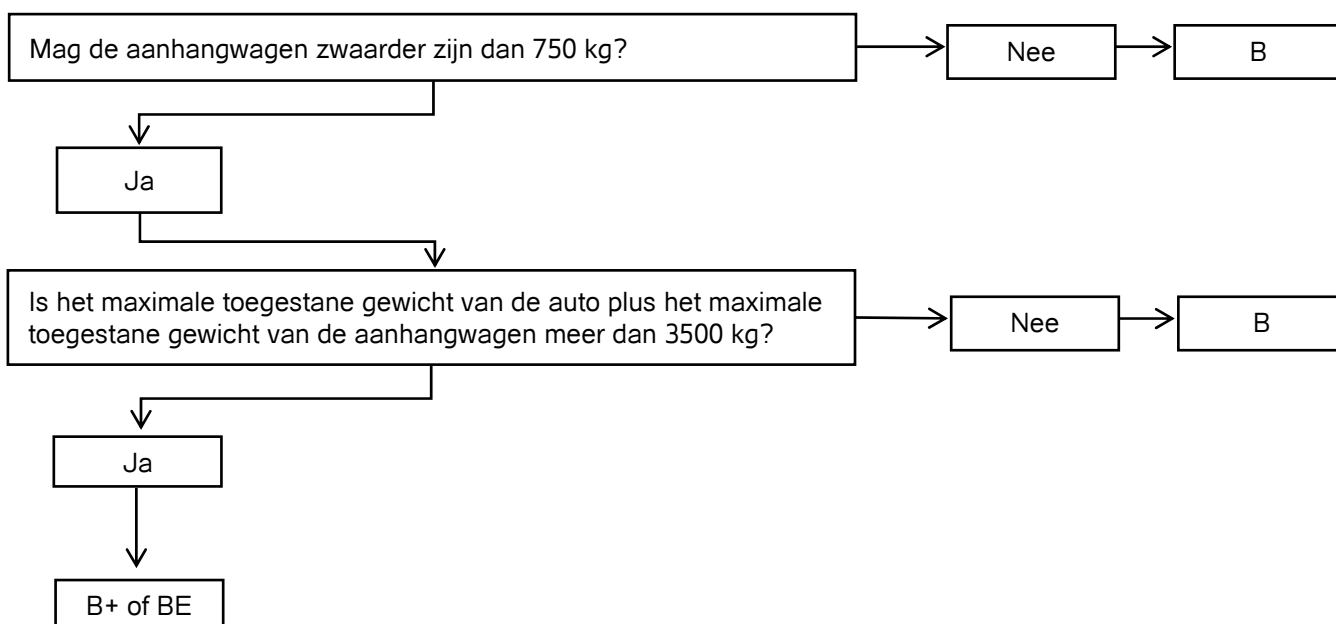 Mag de aanhangwagen zwaarder zijn dan 750 kg?
Nee
B
Ja
Is het maximale toegestane gewicht van de auto plus het maximale
toegestane gewicht van de aanhangwagen meer dan 3500 kg?
Nee
B
Ja
B+ of BE